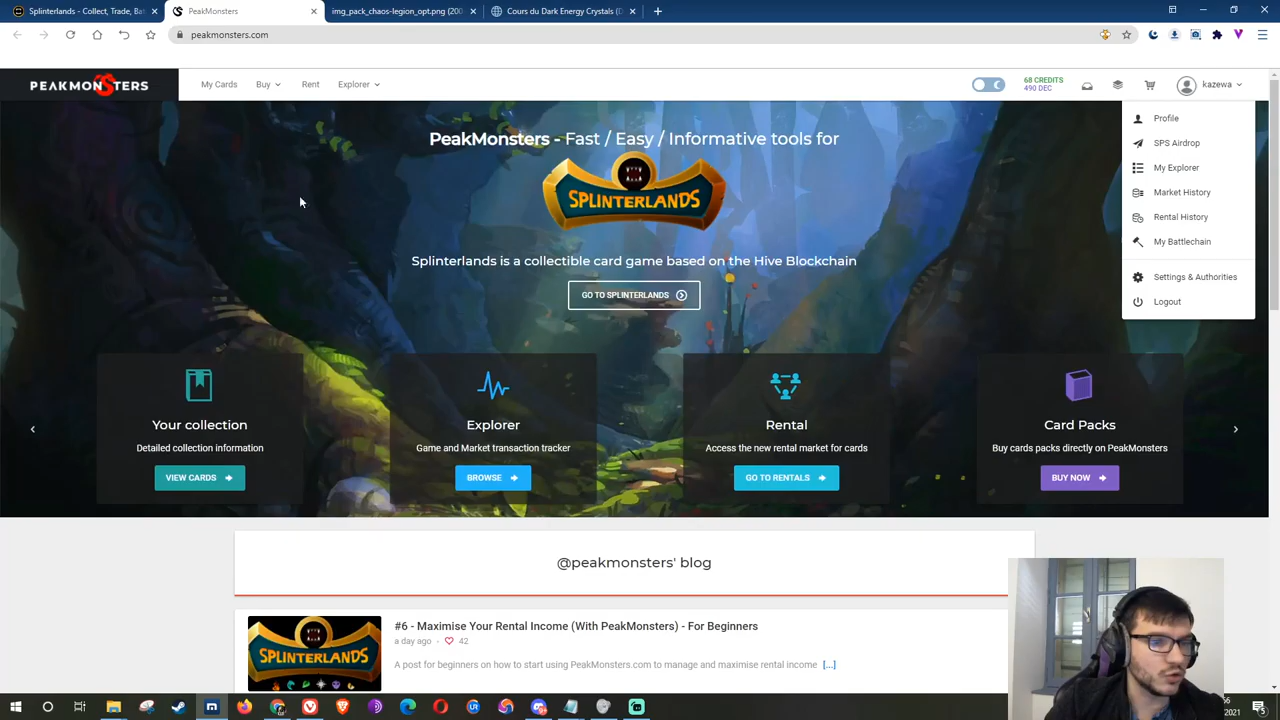 Splinterlands - Collect, Trade, Bat
PeakMonsters
img_pack_chaos-legion_opt.png (200
Cours du Dark Energy Crystals (D
peakmonsters.com
PEAKMONSTERS
My Cards
Buy
Rent
Explorer
68 CREDITS
490 DEC
kazewa
Profile
SPS Airdrop
My Explorer
Market History
Rental History
My Battlechain
Settings & Authorities
Logout
PeakMonsters - Fast / Easy / Informative tools for
SPLINTERLANDS
Splinterlands is a collectible card game based on the Hive Blockchain
GO TO SPLINTERLANDS
Your collection
Detailed collection information
VIEW CARDS
Explorer
Game and Market transaction tracker
BROWSE
Rental
Access the new rental market for cards
GO TO RENTALS
Card Packs
Buy cards packs directly on PeakMonsters
BUY NOW
@peakmonsters' blog
SPLINTERLANDS
#6 - Maximise Your Rental Income (With PeakMonsters) - For Beginners
a day ago - 42
A post for beginners on how to start using PeakMonsters.com to manage and maximise rental income [...]
56
2021